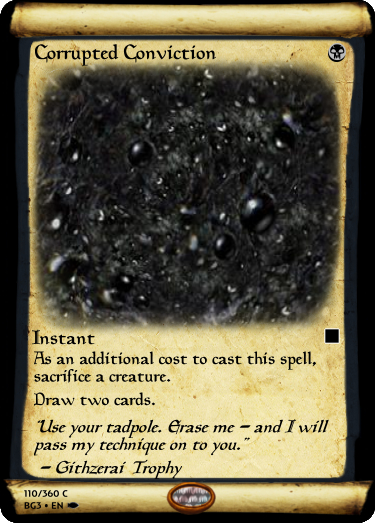 Corrupted Conviction
Instant
As an additional cost to cast this spell,
sacrifice a creature.
Draw two cards.
"Use your tadpole. Erase me – and I will
pass my technique on to you."
– Githzerai Trophy
110/360 C
BG3 • EN